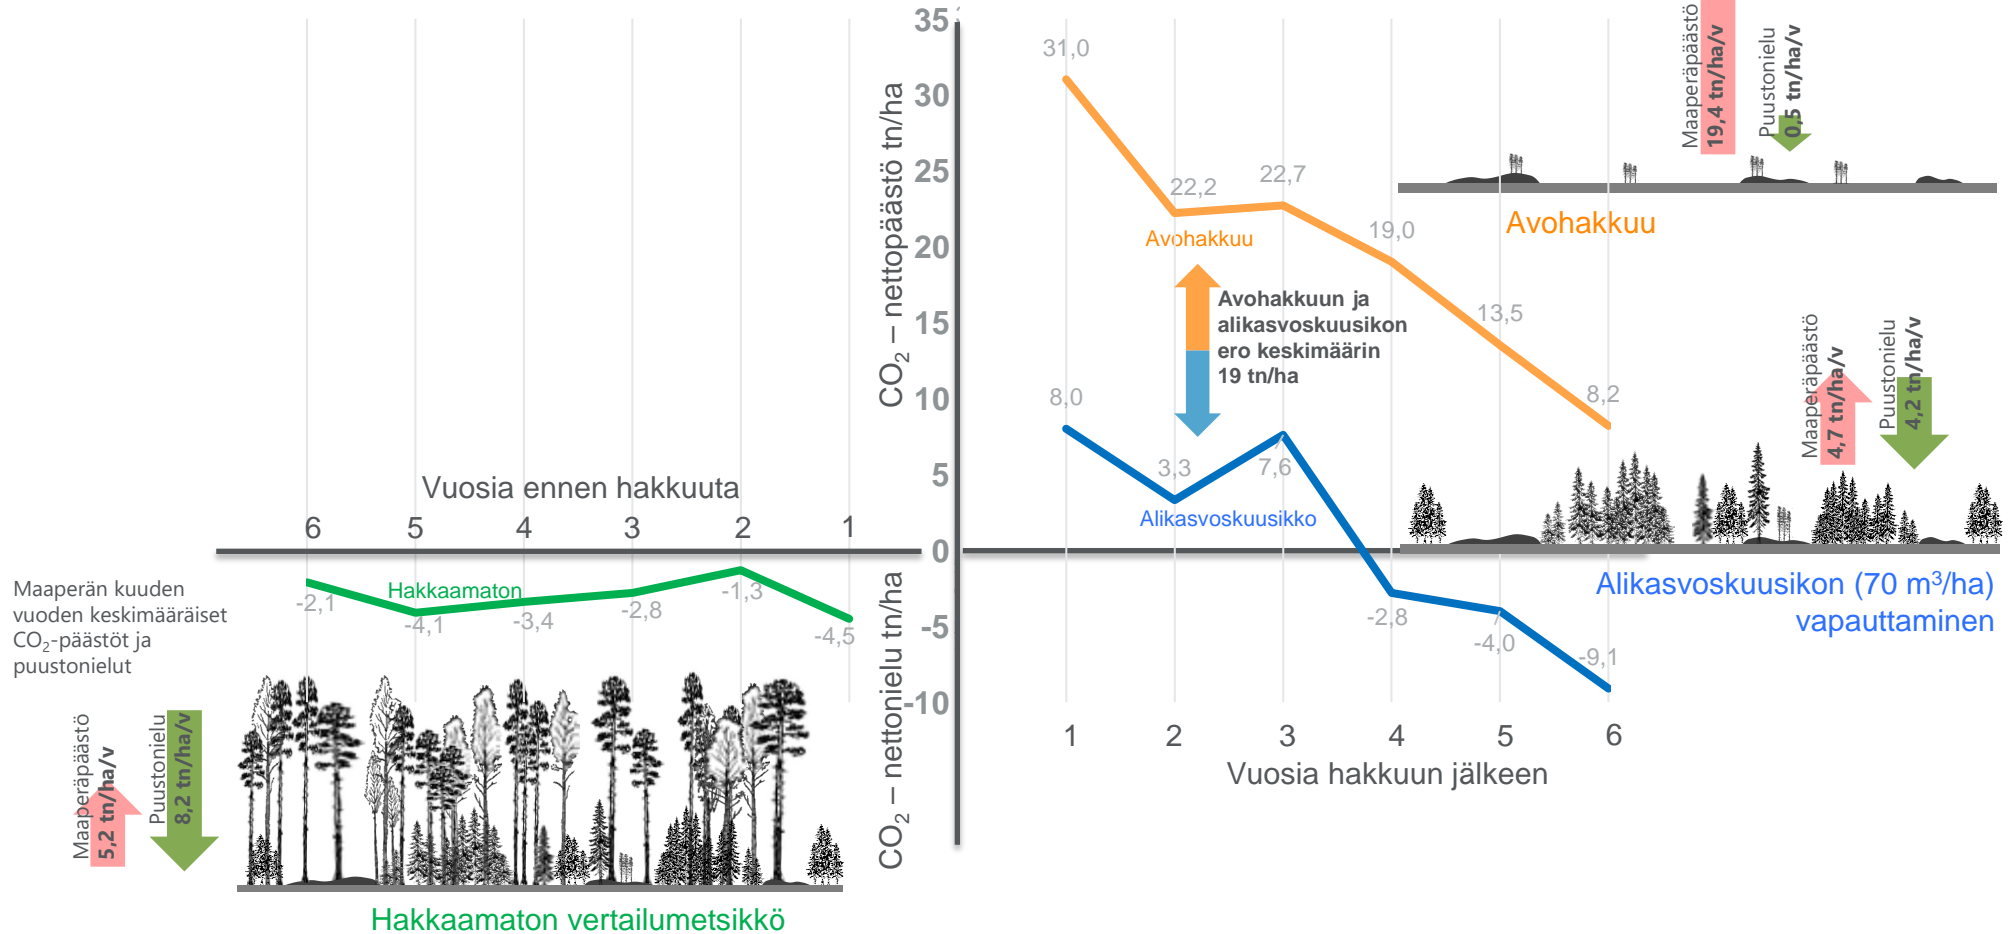 35
30
25
20
15
10
5
0
-5
-10
CO₂ – nettopäästö tn/ha
CO₂ – nettonielu tn/ha
Vuosia ennen hakkuuta
6 5 4 3 2 1
Hakkaamaton
-2,1
-4,1
-3,4
-2,8
-1,3
-4,5
Maaperän kuuden
vuoden keskimääräiset
CO₂-päästöt ja
puustonielut
Maaperäpäästö
5,2 tn/ha/v
Puustonielu
8,2 tn/ha/v
Hakkaamaton vertailumetsikkö
31,0
22,2
22,7
19,0
13,5
8,2
Avohakkuu
Avohakkuun ja
alikasvoskuusikon
ero keskimäärin
19 tn/ha
8,0
3,3
7,6
-2,8
-4,0
-9,1
Alikasvoskuusikko
1 2 3 4 5 6
Vuosia hakkuun jälkeen
Maaperäpäästö
19,4 tn/ha/v
Puustonielu
0,5 tn/ha/v
Avohakkuu
Maaperäpäästö
4,7 tn/ha/v
Puustonielu
4,2 tn/ha/v
Alikasvoskuusikon (70 m³/ha)
vapauttaminen